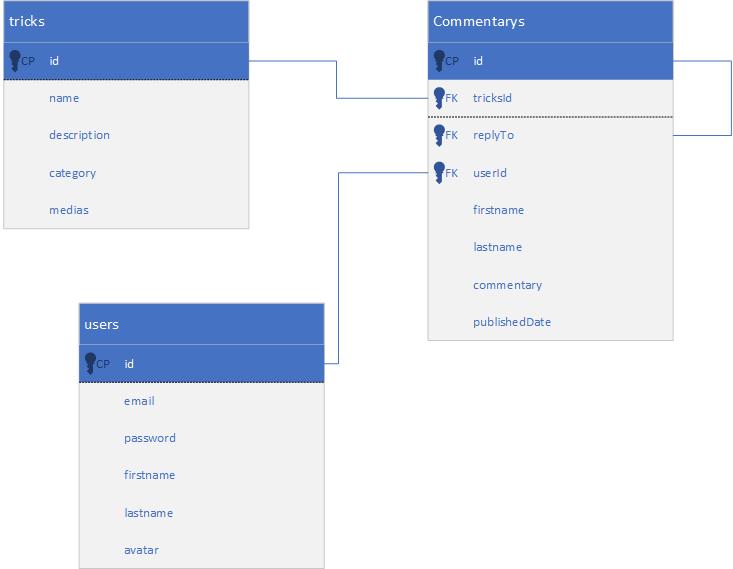 tricks
CP id
name
description
category
medias
Commentarys
CP id
FK tricksId
FK replyTo
FK userId
firstname
lastname
commentary
publishedDate
users
CP id
email
password
firstname
lastname
avatar